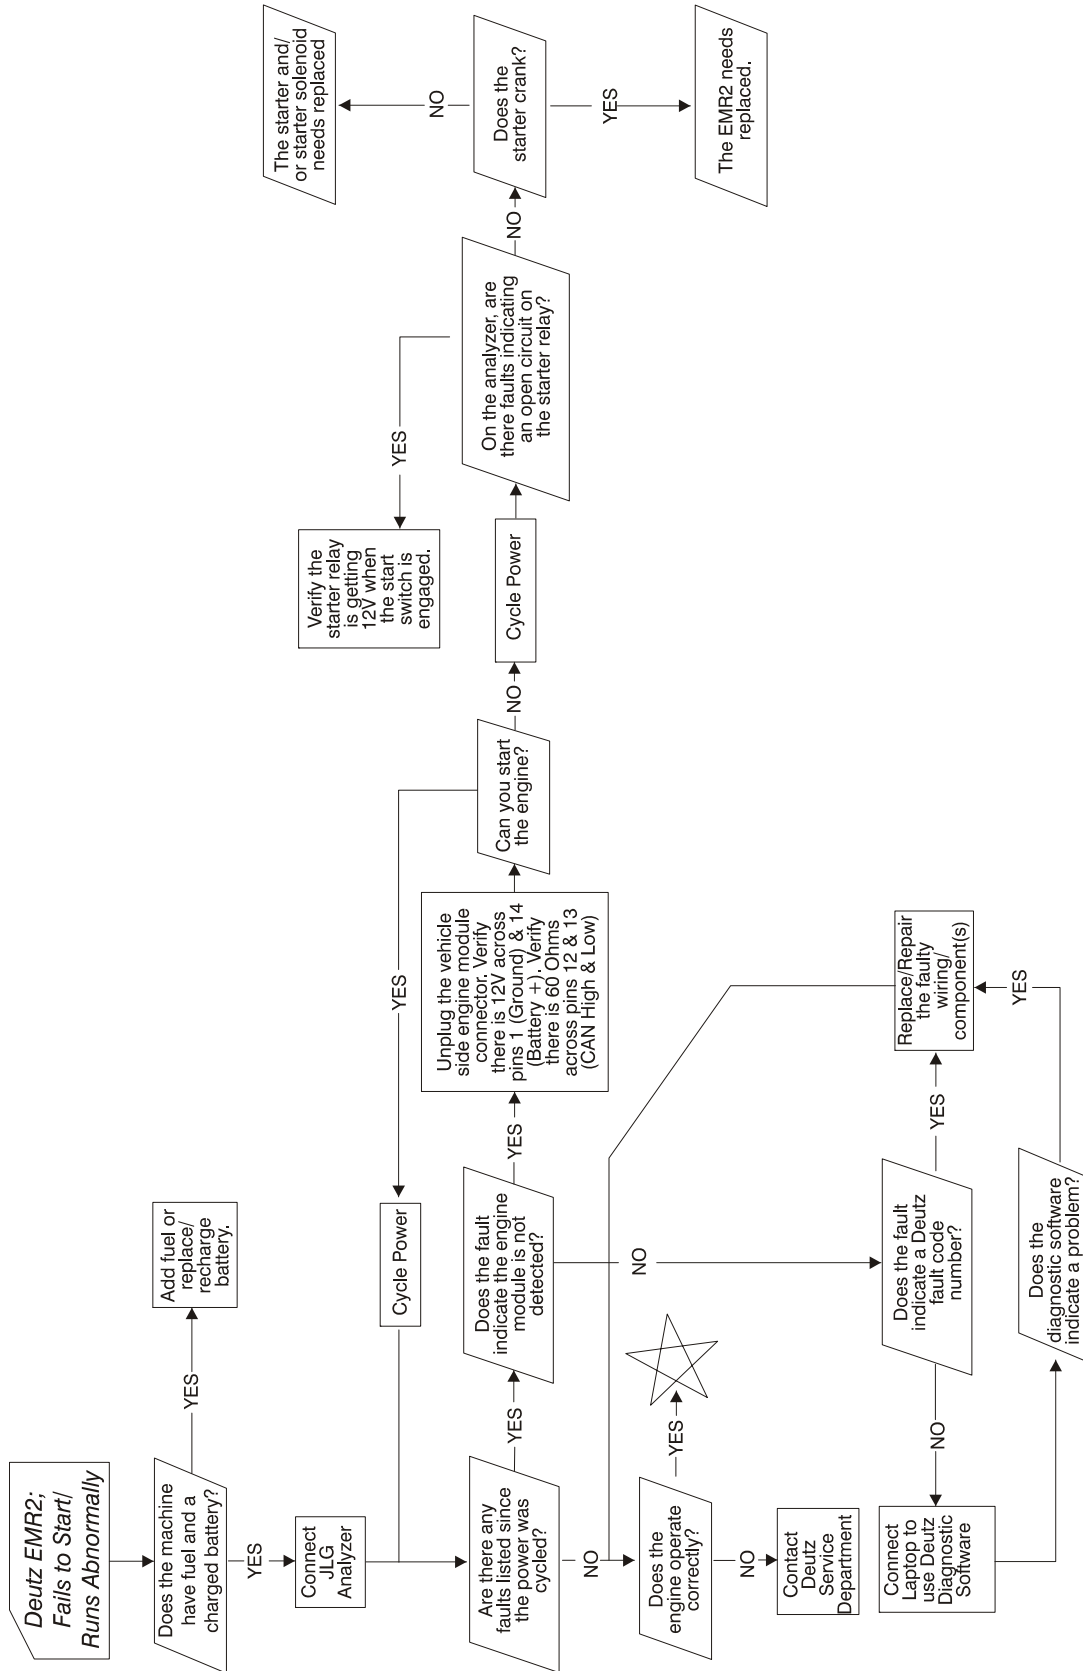 Deutz EMR2;
Fails to Start/
Runs Abnormally
Does the machine
have fuel and a
charged battery?
YES
Add fuel or
replace/
recharge
battery.
YES
Connect
JLG
Analyzer
Cycle Power
YES
Are there any
faults listed since
the power was
cycled?
YES
Does the fault
indicate the engine
module is not
detected?
YES
Unplug the vehicle
side engine module
connector. Verify
there is 12V across
pins 1 (Ground) & 14
(Battery +). Verify
there is 60 Ohms
across pins 12 & 13
(CAN High & Low)
Can you start
the engine?
NO
Cycle Power
On the analyzer, are
there faults indicating
an open circuit on
the starter relay?
YES
Verify the
starter relay
is getting
12V when
the start
switch is
engaged.
NO
Does the
starter crank?
NO
The starter and/
or starter solenoid
needs replaced
YES
The EMR2 needs
replaced.
NO
NO
Does the
engine operate
correctly?
YES
NO
Contact
Deutz
Service
Department
Does the fault
indicate a Deutz
fault code
number?
YES
Replace/Repair
the faulty
wiring/
component(s)
NO
Connect
Laptop to
use Deutz
Diagnostic
Software
Does the
diagnostic software
indicate a problem?
YES